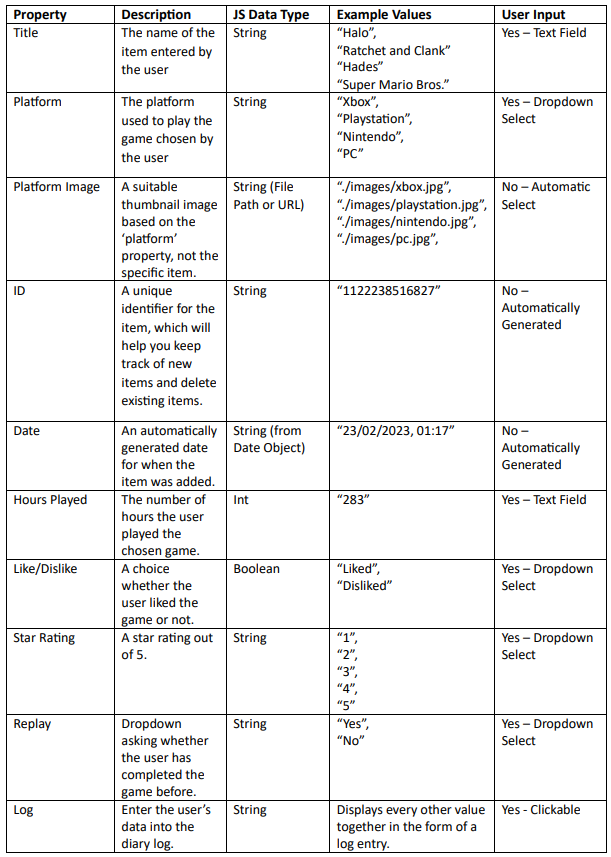 Property Description JS Data Type Example Values User Input
Title The name of the String "Halo", Yes – Text Field
item entered by "Ratchet and Clank"
the user "Hades"
"Super Mario Bros."
Platform The platform String "Xbox", Yes – Dropdown
used to play the "Playstation", Select
game chosen by "Nintendo",
the user "PC"
Platform Image A suitable String (File "./images/xbox.jpg", No – Automatic
thumbnail image Path or URL) "./images/playstation.jpg", Select
based on the "./images/nintendo.jpg",
'platform' "./images/pc.jpg",
property, not the
specific item.
ID A unique String "1122238516827" No –
identifier for the Automatically
item, which will Generated
help you keep
track of new
items and delete
existing items.
Date An automatically String (from "23/02/2023, 01:17" No –
generated date Date Object) Automatically
for when the Generated
item was added.
Hours Played The number of Int "283" Yes – Text Field
hours the user
played the
chosen game.
Like/Dislike A choice Boolean "Liked", Yes – Dropdown
whether the "Disliked" Select
user liked the
game or not.
Star Rating A star rating out String "1", Yes – Dropdown
of 5. "2", Select
"3",
"4",
"5"
Replay Dropdown String "Yes", Yes – Dropdown
asking whether "No" Select
the user has
completed the
game before.
Log Enter the user's String Displays every other value Yes - Clickable
data into the together in the form of a
diary log. log entry.